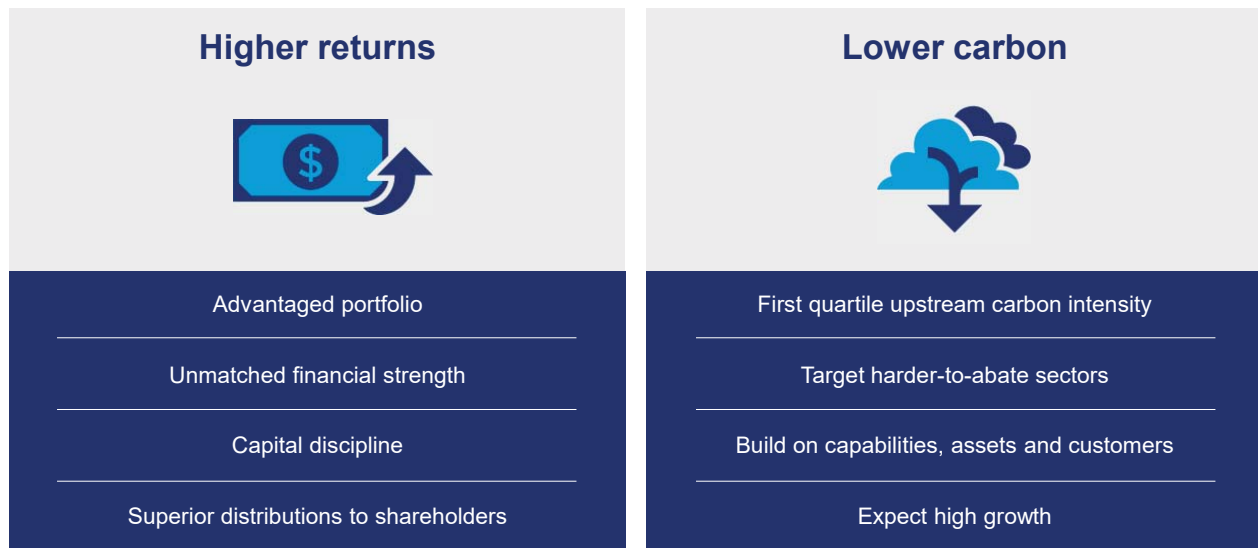 Higher returns
$
Advantaged portfolio
Unmatched financial strength
Capital discipline
Superior distributions to shareholders
Lower carbon
First quartile upstream carbon intensity
Target harder-to-abate sectors
Build on capabilities, assets and customers
Expect high growth